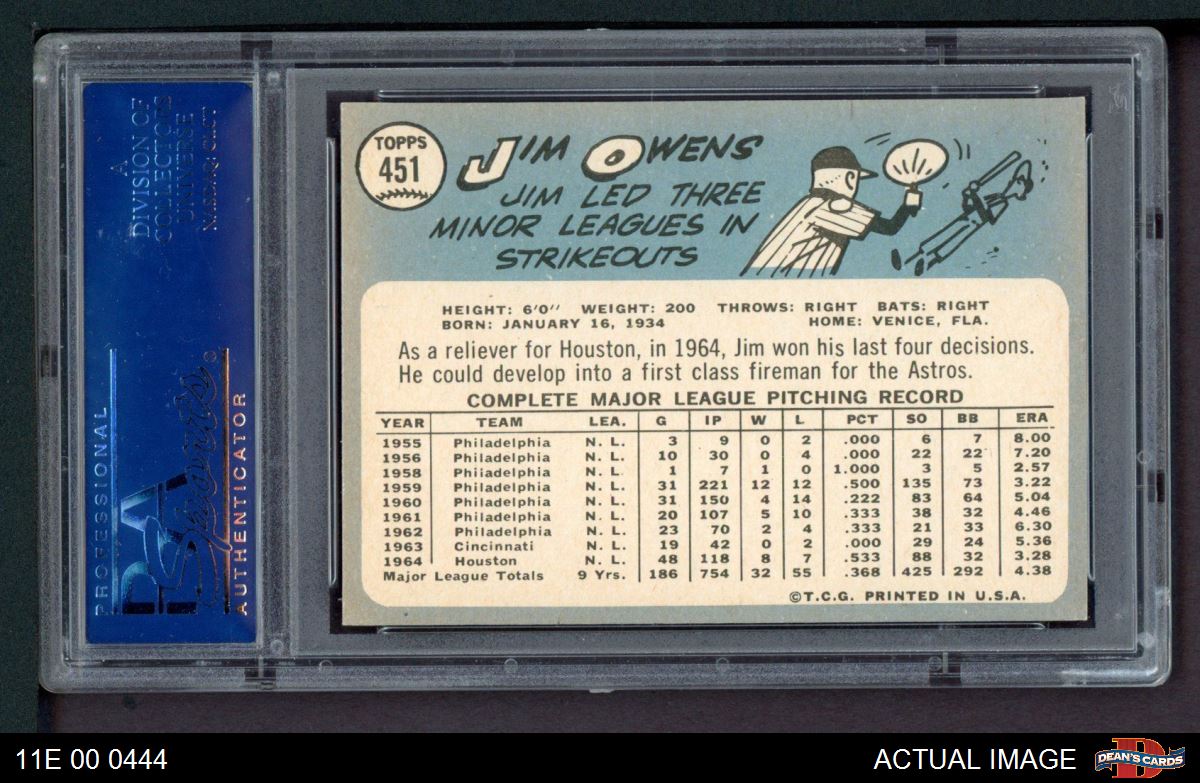 A
DIVISION OF
COLLECTORS
UNIVERSE
NASDAQ: CLCT
PROFESSIONAL
PSA
Sports
®
AUTHENTICATOR
TOPPS
451
JIM OWENS
JIM LED THREE
MINOR LEAGUES IN
STRIKEOUTS
HEIGHT: 6'0" WEIGHT: 200 THROWS: RIGHT BATS: RIGHT
BORN: JANUARY 16, 1934 HOME: VENICE, FLA.
As a reliever for Houston, in 1964, Jim won his last four decisions.
He could develop into a first class fireman for the Astros.
COMPLETE MAJOR LEAGUE PITCHING RECORD
YEAR TEAM LEA. G IP W L PCT SO BB ERA
1955 Philadelphia N. L. 3 9 0 2 .000 6 7 8.00
1956 Philadelphia N. L. 10 30 0 4 .000 22 22 7.20
1958 Philadelphia N. L. 1 7 1 0 1.000 3 5 2.57
1959 Philadelphia N. L. 31 221 12 12 .500 135 73 3.22
1960 Philadelphia N. L. 31 150 4 14 .222 83 64 5.04
1961 Philadelphia N. L. 20 107 5 10 .333 38 32 4.46
1962 Philadelphia N. L. 23 70 2 4 .333 21 33 6.30
1963 Cincinnati N. L. 19 42 0 2 .000 29 24 5.36
1964 Houston N. L. 48 118 8 7 .533 88 32 3.28
Major League Totals 9 Yrs. 186 754 32 55 .368 425 292 4.38
©T.C.G. PRINTED IN U.S.A.
11E 00 0444
ACTUAL IMAGE
D
DEAN'S CARDS